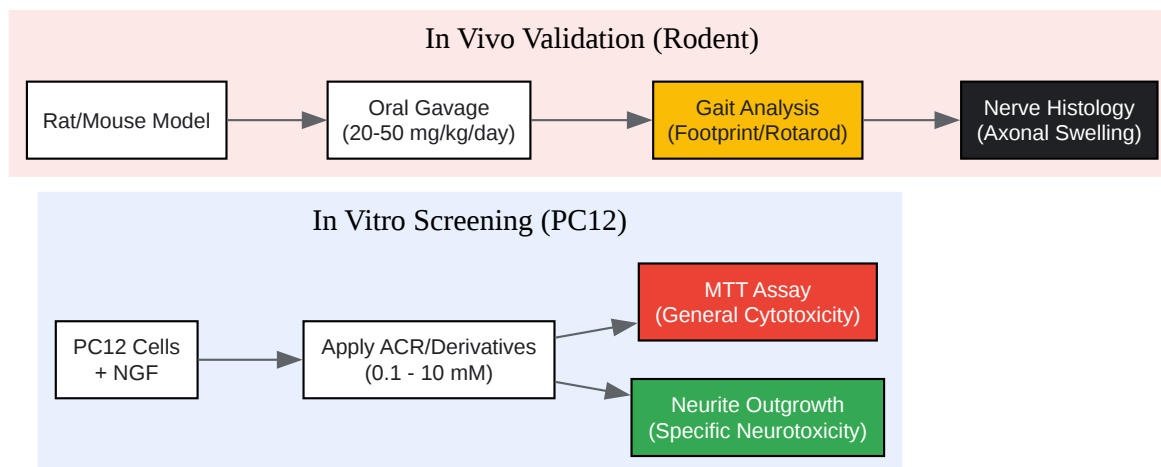 In Vivo Validation (Rodent)
Rat/Mouse Model
Oral Gavage
(20-50 mg/kg/day)
Gait Analysis
(Footprint/Rotarod)
Nerve Histology
(Axonal Swelling)
In Vitro Screening (PC12)
PC12 Cells
+ NGF
Apply ACR/Derivatives
(0.1 - 10 mM)
MTT Assay
(General Cytotoxicity)
Neurite Outgrowth
(Specific Neurotoxicity)